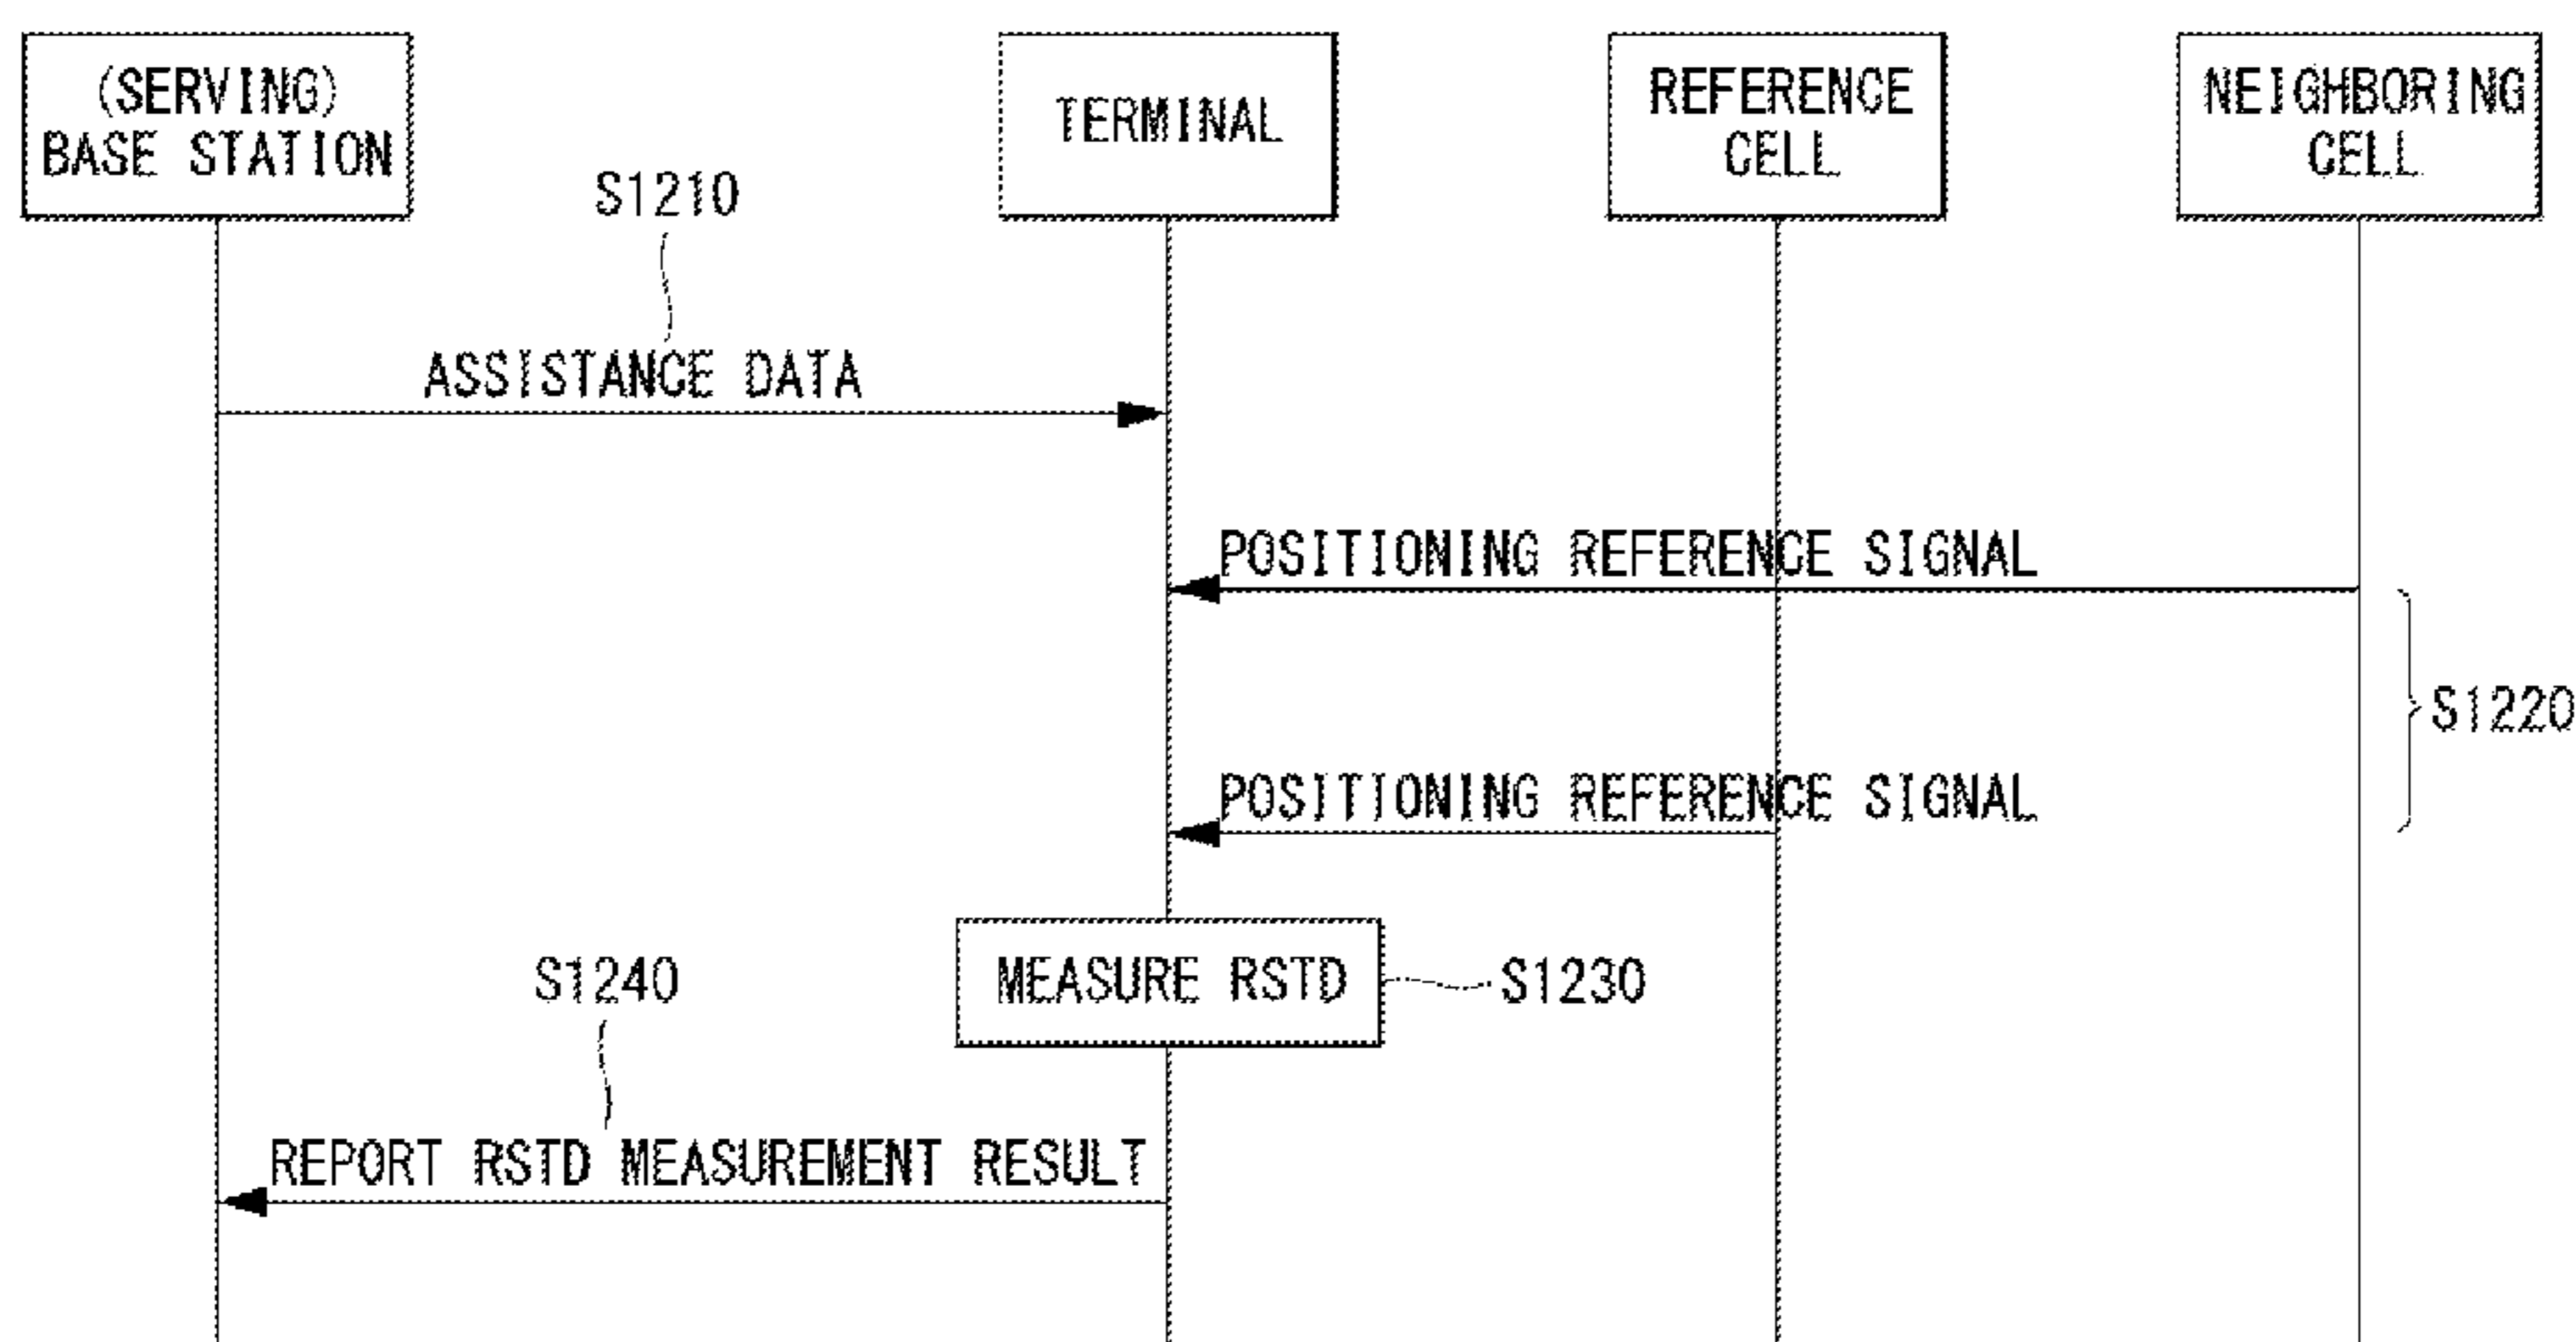 (SERVING)
BASE STATION
TERMINAL
REFERENCE
CELL
NEIGHBORING
CELL
S1210
ASSISTANCE DATA
POSITIONING REFERENCE SIGNAL
S1220
POSITIONING REFERENCE SIGNAL
MEASURE RSTD
S1230
S1240
REPORT RSTD MEASUREMENT RESULT